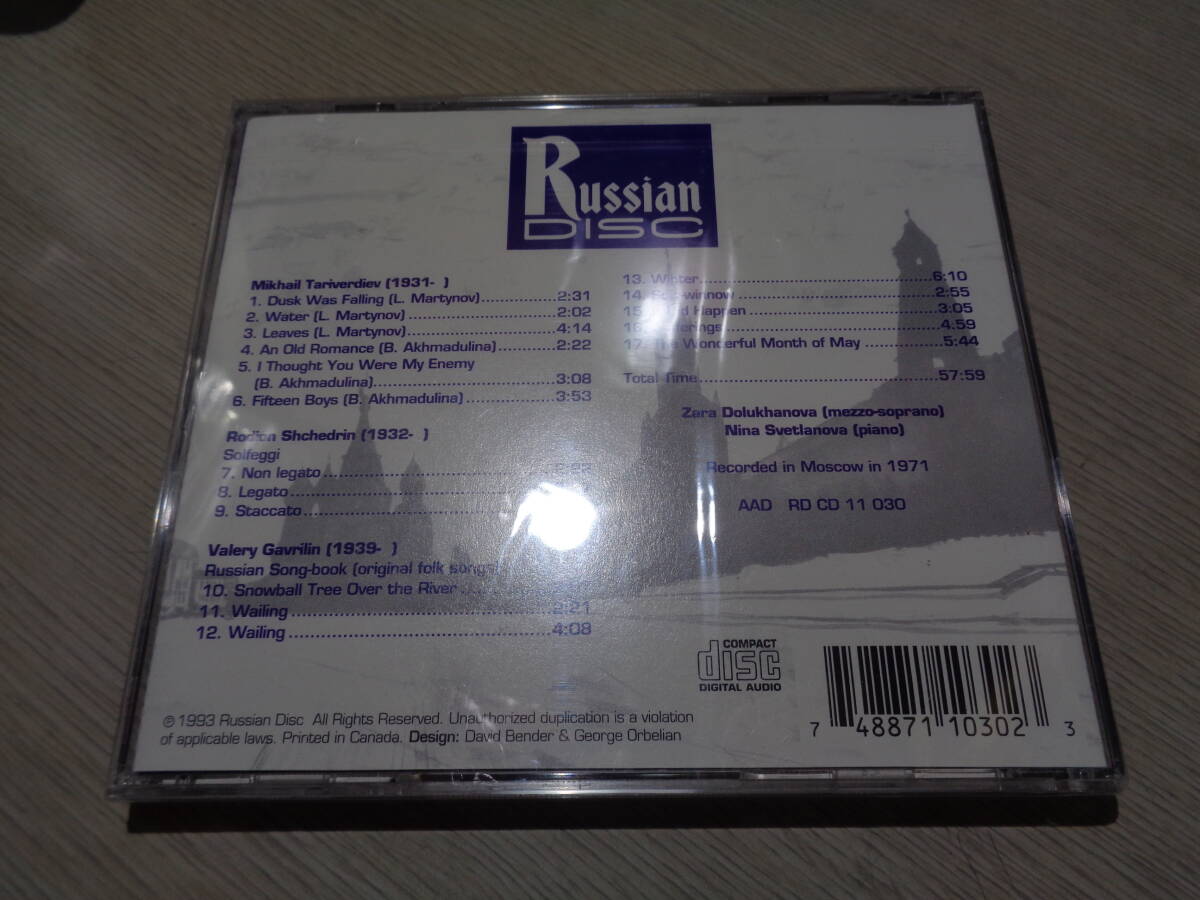 Russian
DISC
Mikhail Tariverdiev (1931- )
1. Dusk Was Falling (L. Martynov) 2:31
2. Water (L. Martynov) 2:02
3. Leaves (L. Martynov) 4:14
4. An Old Romance (B. Akhmadulina) 2:22
5. I Thought You Were My Enemy
(B. Akhmadulina) 3:08
6. Fifteen Boys (B. Akhmadulina) 3:53
Rodion Shchedrin (1932- )
Solfeggi
7. Non legato
8. Legato
9. Staccato
Valery Gavrilin (1939- )
Russian Song-book (original folk songs
10. Snowball Tree Over the River
11. Wailing 2:21
12. Wailing 4:08
13. Winter 6:10
14. 2:55
15. Happen 3:05
16. 4:59
17. The Wonderful Month of May 5:44
Total Time 57:59
Zara Dolukhanova (mezzo-soprano)
Nina Svetlanova (piano)
Recorded in Moscow in 1971
AAD RD CD 11 030
COMPACT
disc
DIGITAL AUDIO
7 48871 10302 3
℗ 1993 Russian Disc All Rights Reserved. Unauthorized duplication is a violation
of applicable laws. Printed in Canada. Design: David Bender & George Orbelian